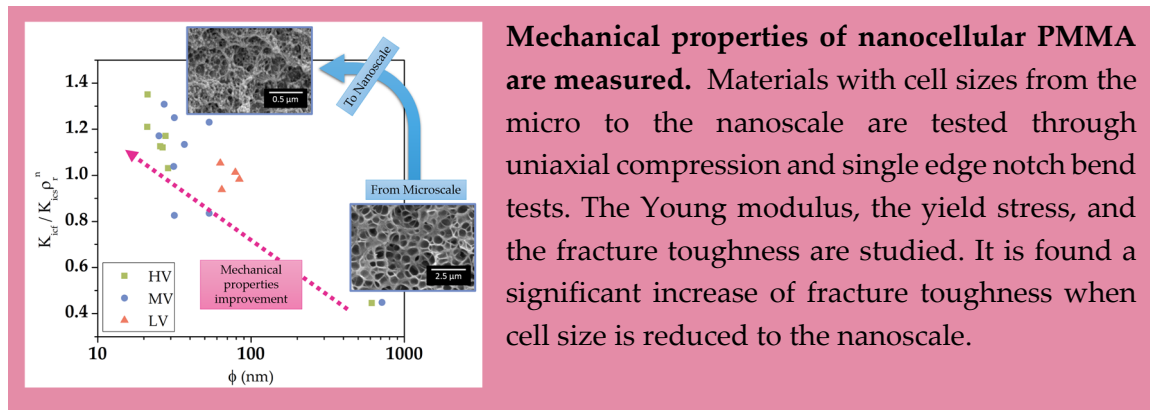 1.4
1.2
1.0
0.8
0.6
0.4
K_icf / K_ics ρ_r^n
0.5 µm
To Nanoscale
From Microscale
2.5 µm
Mechanical
properties
improvement
HV
MV
LV
10
100
1000
ϕ (nm)
Mechanical properties of nanocellular PMMA
are measured. Materials with cell sizes from the
micro to the nanoscale are tested through
uniaxial compression and single edge notch bend
tests. The Young modulus, the yield stress, and
the fracture toughness are studied. It is found a
significant increase of fracture toughness when
cell size is reduced to the nanoscale.